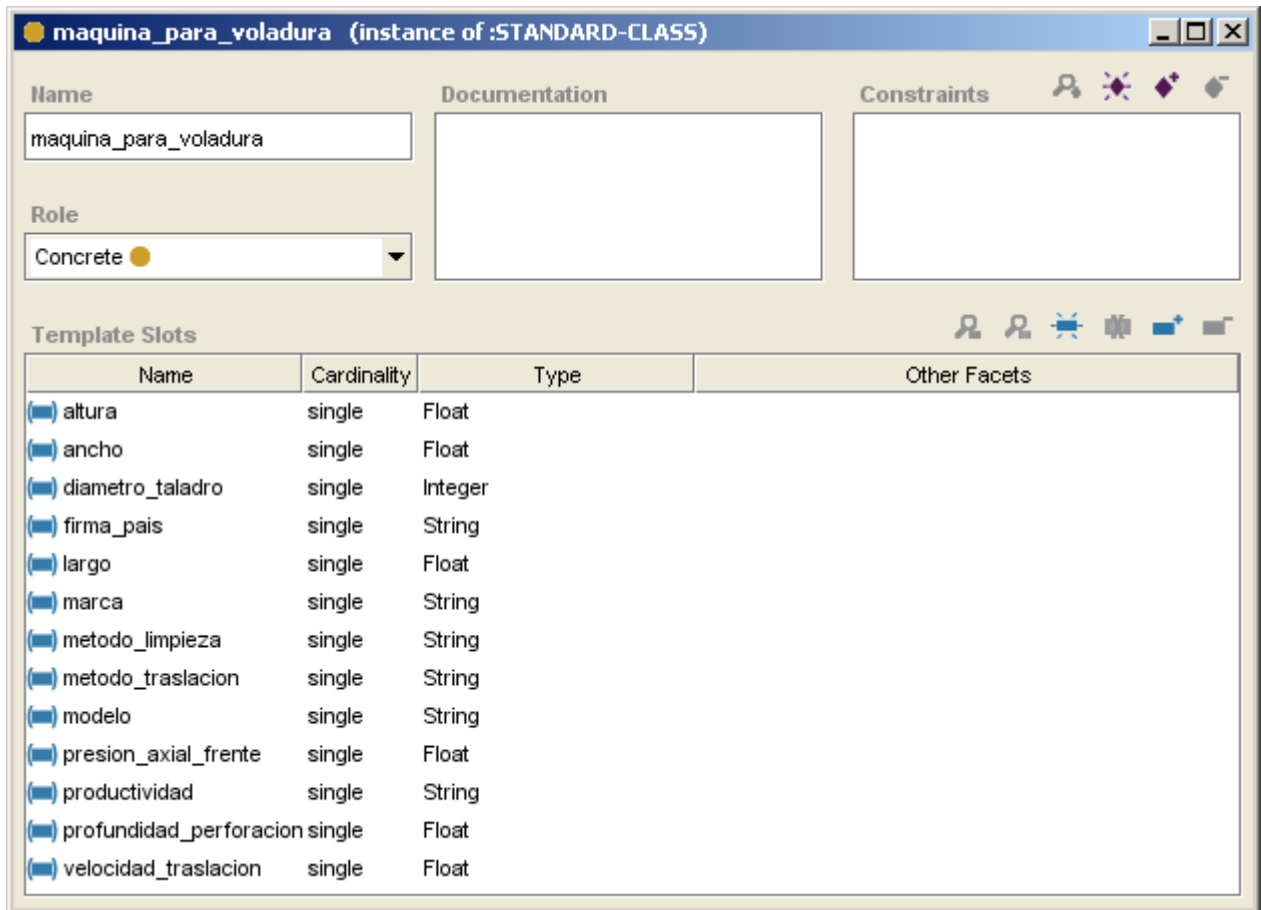 maquina_para_voladura (instance of :STANDARD-CLASS)
Name Documentation Constraints
maquina_para_voladura
Role
Concrete
Template Slots
Name Cardinality Type Other Facets
altura single Float
ancho single Float
diametro_taladro single Integer
firma_pais single String
largo single Float
marca single String
metodo_limpieza single String
metodo_traslacion single String
modelo single String
presion_axial_frente single Float
productividad single String
profundidad_perforacion single Float
velocidad_traslacion single Float